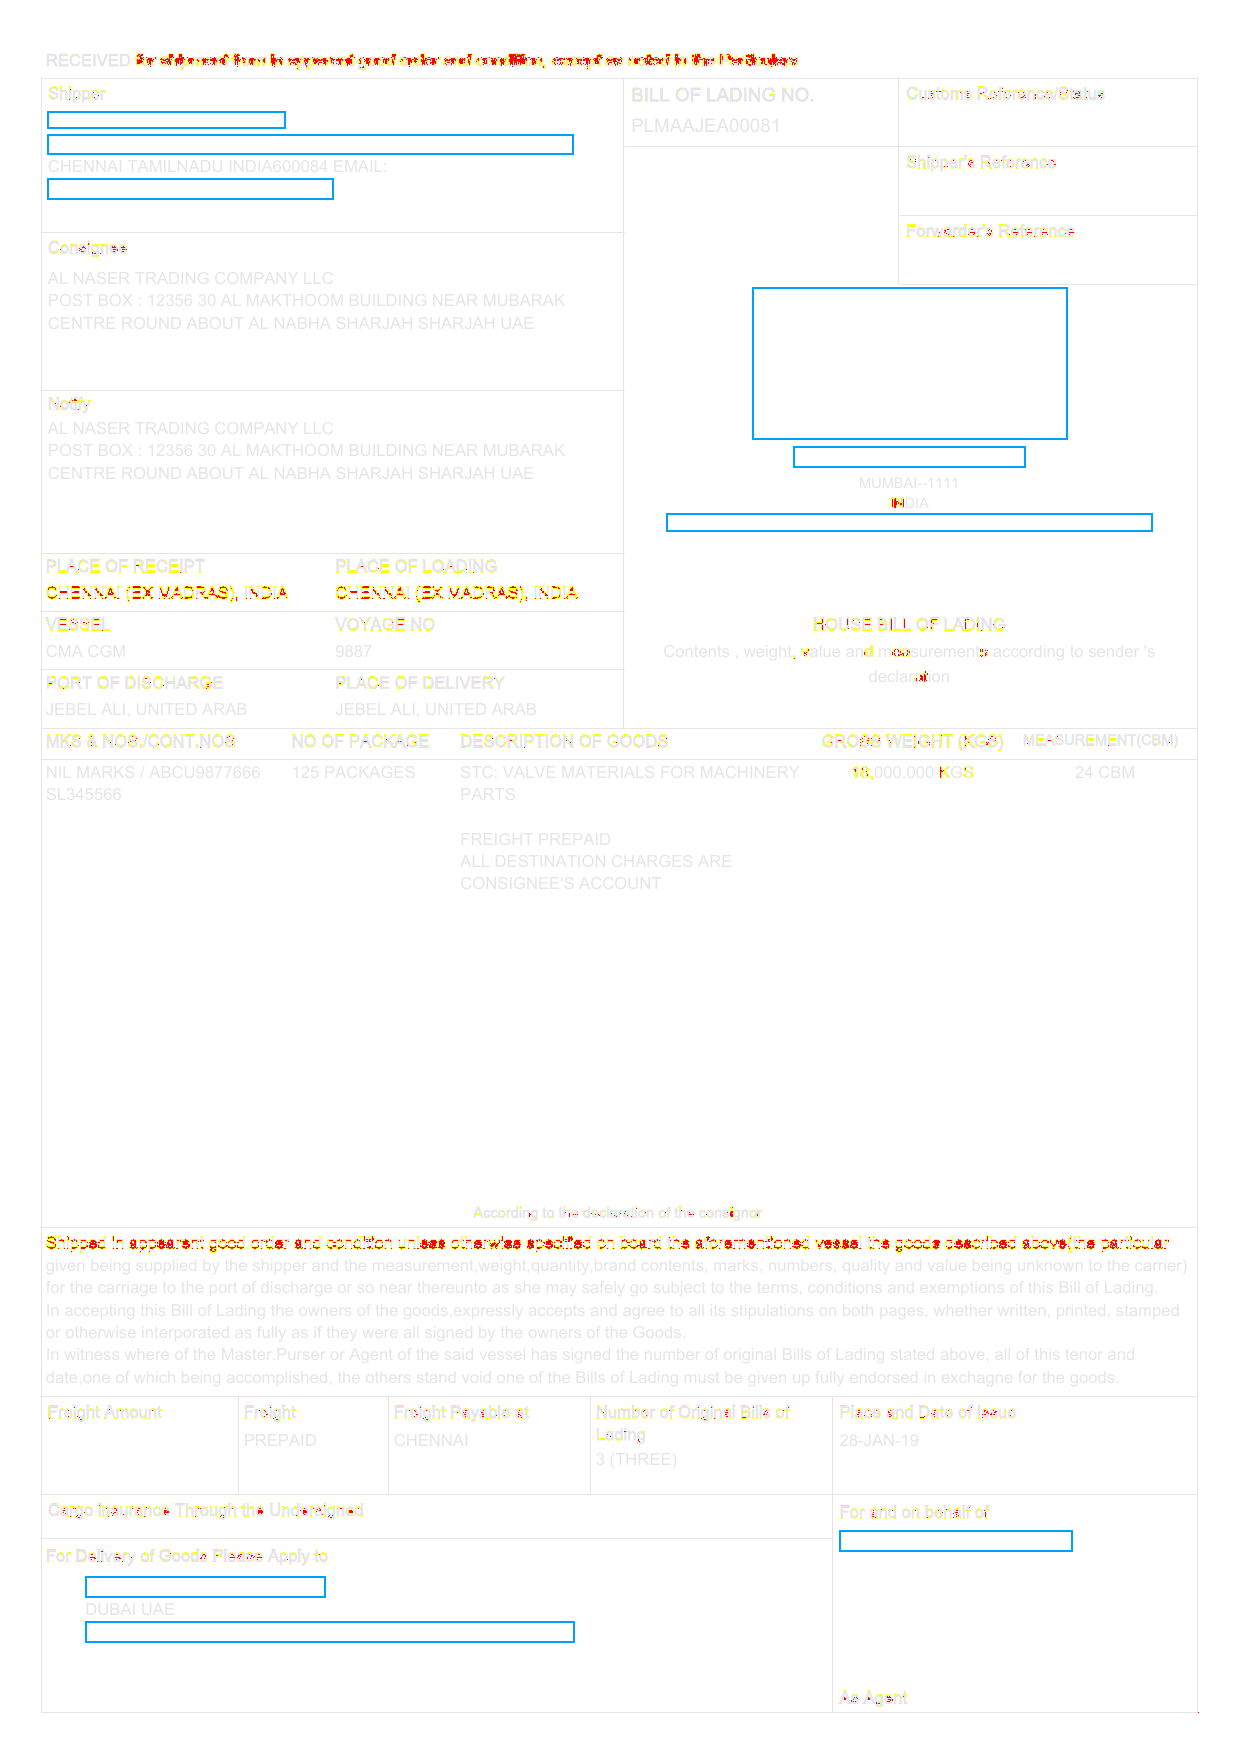 RECEIVED for shipment from in apperent good order and condition, except as noted in the Particulars
Shipper
BILL OF LADING NO.
Customs Reference/Status
PLMAAJEA00081
CHENNAI TAMILNADU INDIA600084 EMAIL:
Shipper's Reference
Forwarder's Reference
Consignee
AL NASER TRADING COMPANY LLC
POST BOX : 12356 30 AL MAKTHOOM BUILDING NEAR MUBARAK
CENTRE ROUND ABOUT AL NABHA SHARJAH SHARJAH UAE
Notify
AL NASER TRADING COMPANY LLC
POST BOX : 12356 30 AL MAKTHOOM BUILDING NEAR MUBARAK
CENTRE ROUND ABOUT AL NABHA SHARJAH SHARJAH UAE
MUMBAI--1111
INDIA
PLACE OF RECEIPT
PLACE OF LOADING
CHENNAI (EX MADRAS), INDIA
CHENNAI (EX MADRAS), INDIA
VESSEL
VOYAGE NO
CMA CGM
9887
HOUSE BILL OF LADING
Contents , weight, value and measurements according to sender 's
declaration
PORT OF DISCHARGE
PLACE OF DELIVERY
JEBEL ALI, UNITED ARAB
JEBEL ALI, UNITED ARAB
MKS & NOS./CONT.NOS
NO OF PACKAGE
DESCRIPTION OF GOODS
GROSS WEIGHT (KGS)
MEASUREMENT(CBM)
NIL MARKS / ABCU9877666
SL345566
125 PACKAGES
STC: VALVE MATERIALS FOR MACHINERY
PARTS
FREIGHT PREPAID
ALL DESTINATION CHARGES ARE
CONSIGNEE'S ACCOUNT
,000.000 KGS
24 CBM
According to the declaration of the consignor
Shipped in appearent good order and condition unless otherwise specified on board the aforementioned vessel the goods described above(the particular
given being supplied by the shipper and the measurement,weight,quantity,brand contents, marks, numbers, quality and value being unknown to the carrier)
for the carriage to the port of discharge or so near thereunto as she may safely go subject to the terms, conditions and exemptions of this Bill of Lading.
In accepting this Bill of Lading the owners of the goods,expressly accepts and agree to all its stipulations on both pages, whether written, printed, stamped
or otherwise interporated as fully as if they were all signed by the owners of the Goods.
In witness where of the Master.Purser or Agent of the said vessel has signed the number of original Bills of Lading stated above, all of this tenor and
date,one of which being accomplished, the others stand void one of the Bills of Lading must be given up fully endorsed in exchagne for the goods.
Freight Amount
Freight
PREPAID
Freight Payable at
CHENNAI
Number of Original Bills of
Lading
3 (THREE)
Place and Date of Issue
28-JAN-19
Cargo Insurance Through the Undersigned
For and on behalf of
For Delivery of Goods Please Apply to
DUBAI UAE
As Agent